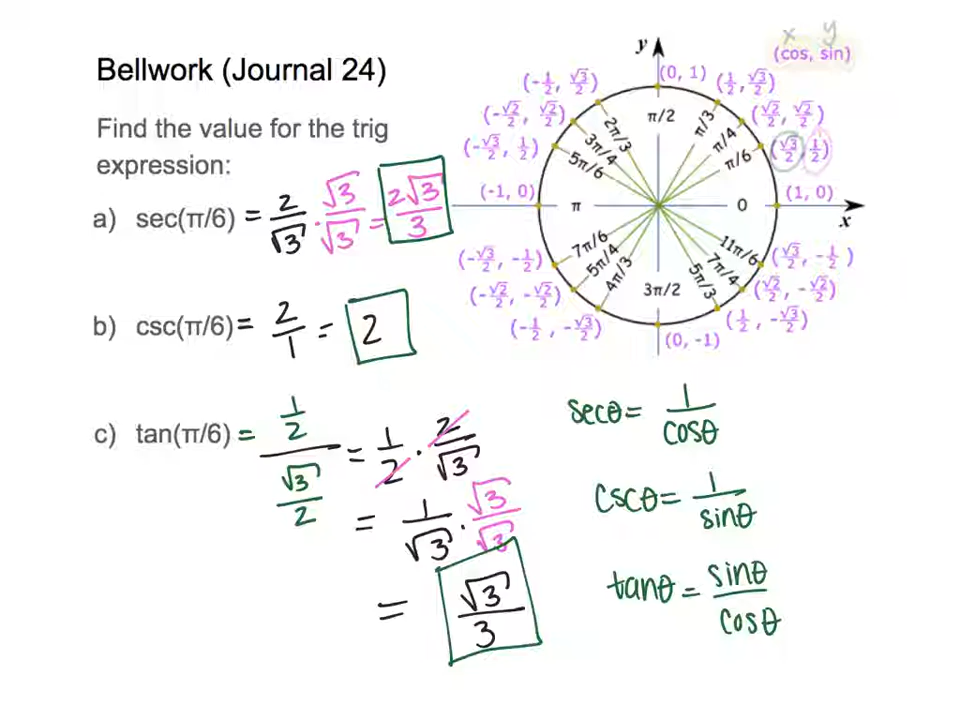 Bellwork (Journal 24)
Find the value for the trig
expression:
a) sec(π/6) = 2/√3 · √3/√3 = 2√3/3
b) csc(π/6) = 2/1 = 2
c) tan(π/6) = (1/2)/(√3/2) = 1/2 · 2/√3
= 1/√3 · √3/√3
= √3/3
x y
(cos, sin)
y
(0, 1)
(-1/2, √3/2)
(1/2, √3/2)
(-√2/2, √2/2)
(√2/2, √2/2)
(-√3/2, 1/2)
(√3/2, 1/2)
(-1, 0)
(1, 0)
x
π/2
2π/3
π/3
3π/4
π/4
5π/6
π/6
π
0
7π/6
11π/6
5π/4
7π/4
4π/3
5π/3
3π/2
(-√3/2, -1/2)
(√3/2, -1/2)
(-√2/2, -√2/2)
(√2/2, -√2/2)
(-1/2, -√3/2)
(1/2, -√3/2)
(0, -1)
secθ = 1/cosθ
cscθ = 1/sinθ
tanθ = sinθ/cosθ